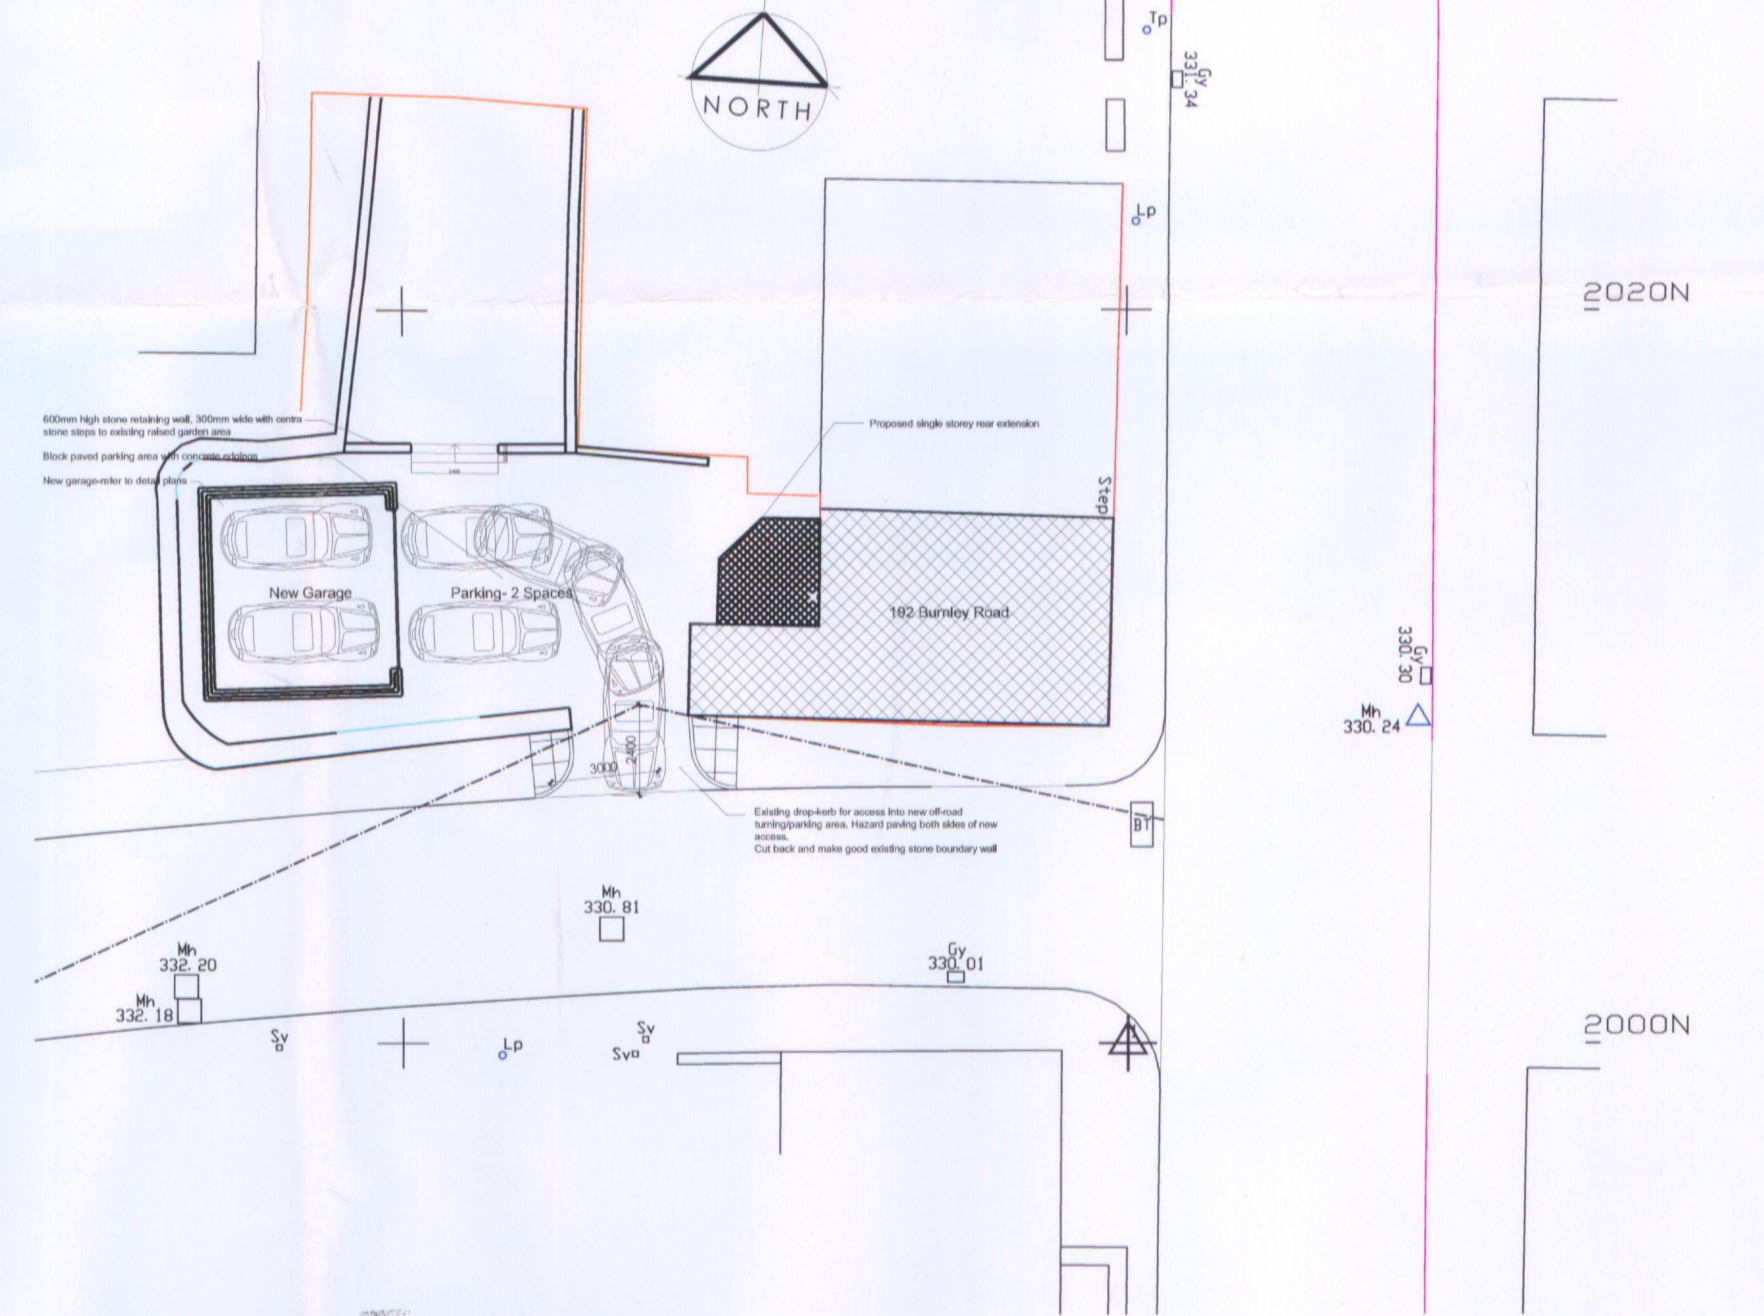 Tp
Gy
331.34
NORTH
Lp
2020N
600mm high stone retaining wall, 300mm wide with centra
stone steps to existing raised garden area
Block paved parking area with concrete edgings
New garage-refer to detail plans
Proposed single storey rear extension
Step
New Garage
Parking- 2 Spaces
192 Burnley Road
Gy
330.30
Mh
330.24
2400
3000
Existing drop-kerb for access into new off-road
turning/parking area. Hazard paving both sides of new
access.
Cut back and make good existing stone boundary wall
BT
Mh
330.81
Mh
332.20
Mh
332.18
Gy
330.01
Sv
Lp
Sv
Sv
2000N